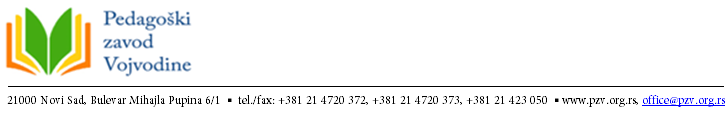 Pedagoški
zavod
Vojvodine
21000 Novi Sad, Bulevar Mihajla Pupina 6/1 ▪ tel./fax: +381 21 4720 372, +381 21 4720 373, +381 21 423 050 ▪ www.pzv.org.rs, office@pzv.org.rs